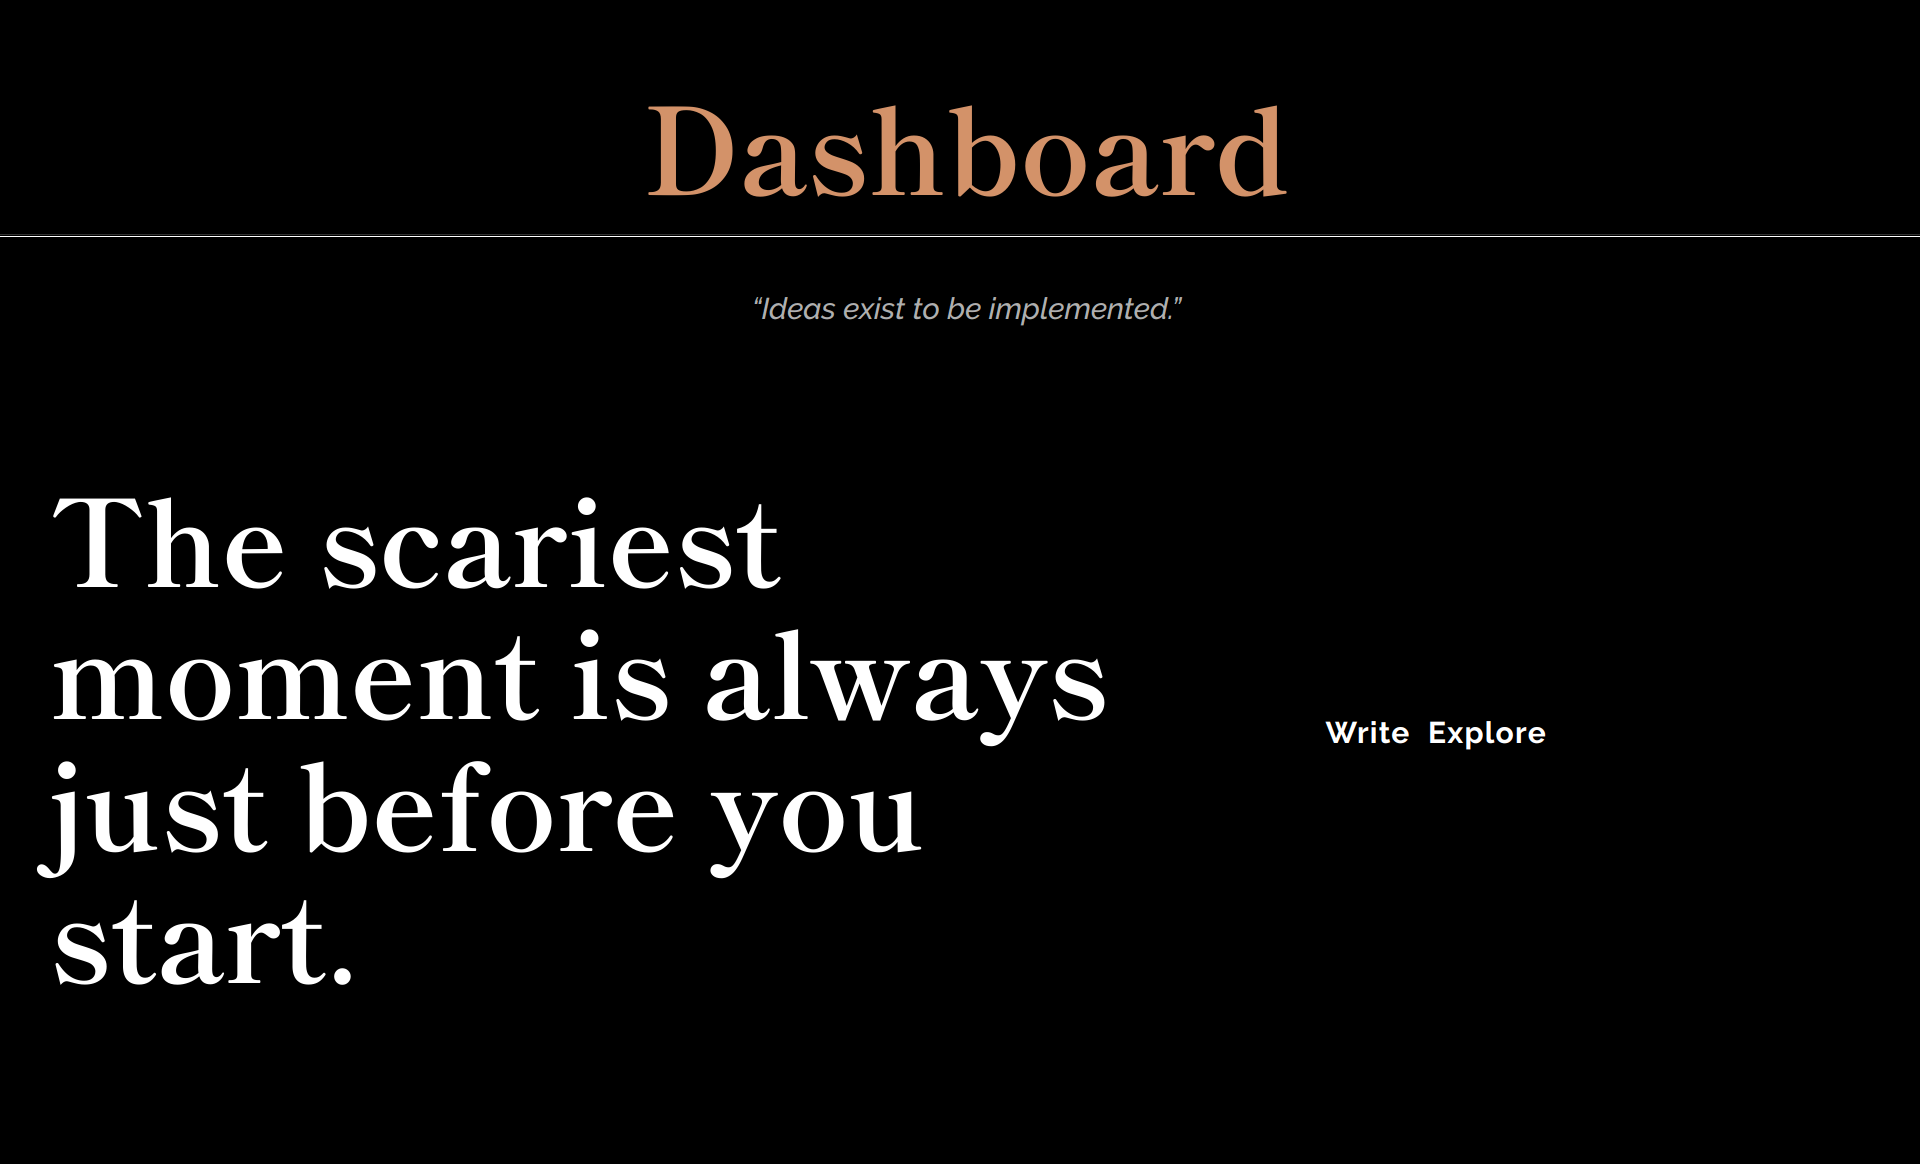 Dashboard
“Ideas exist to be implemented.”
The scariest
moment is always
just before you
start.
Write Explore